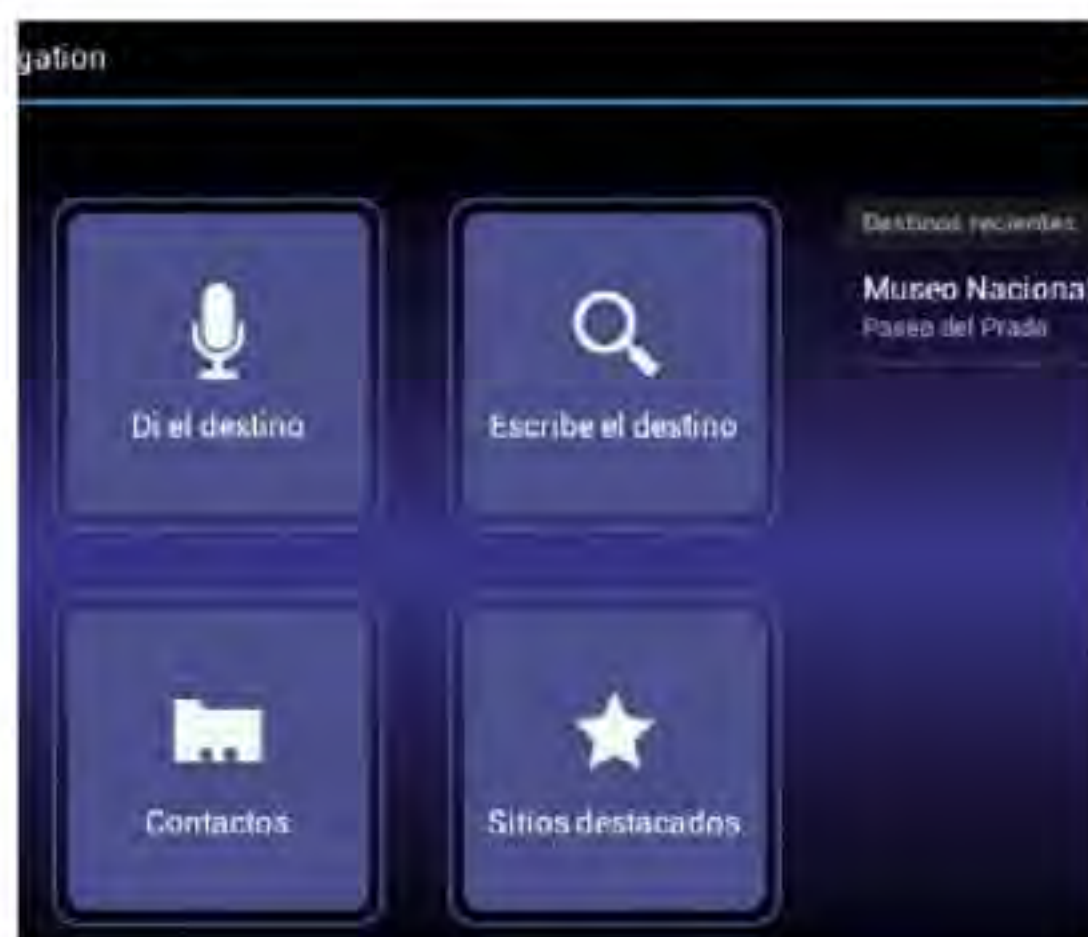 gation
Di el destino
Escribe el destino
Destinos recientes
Museo Naciona
Paseo del Prado
Contactos
Sitios destacados